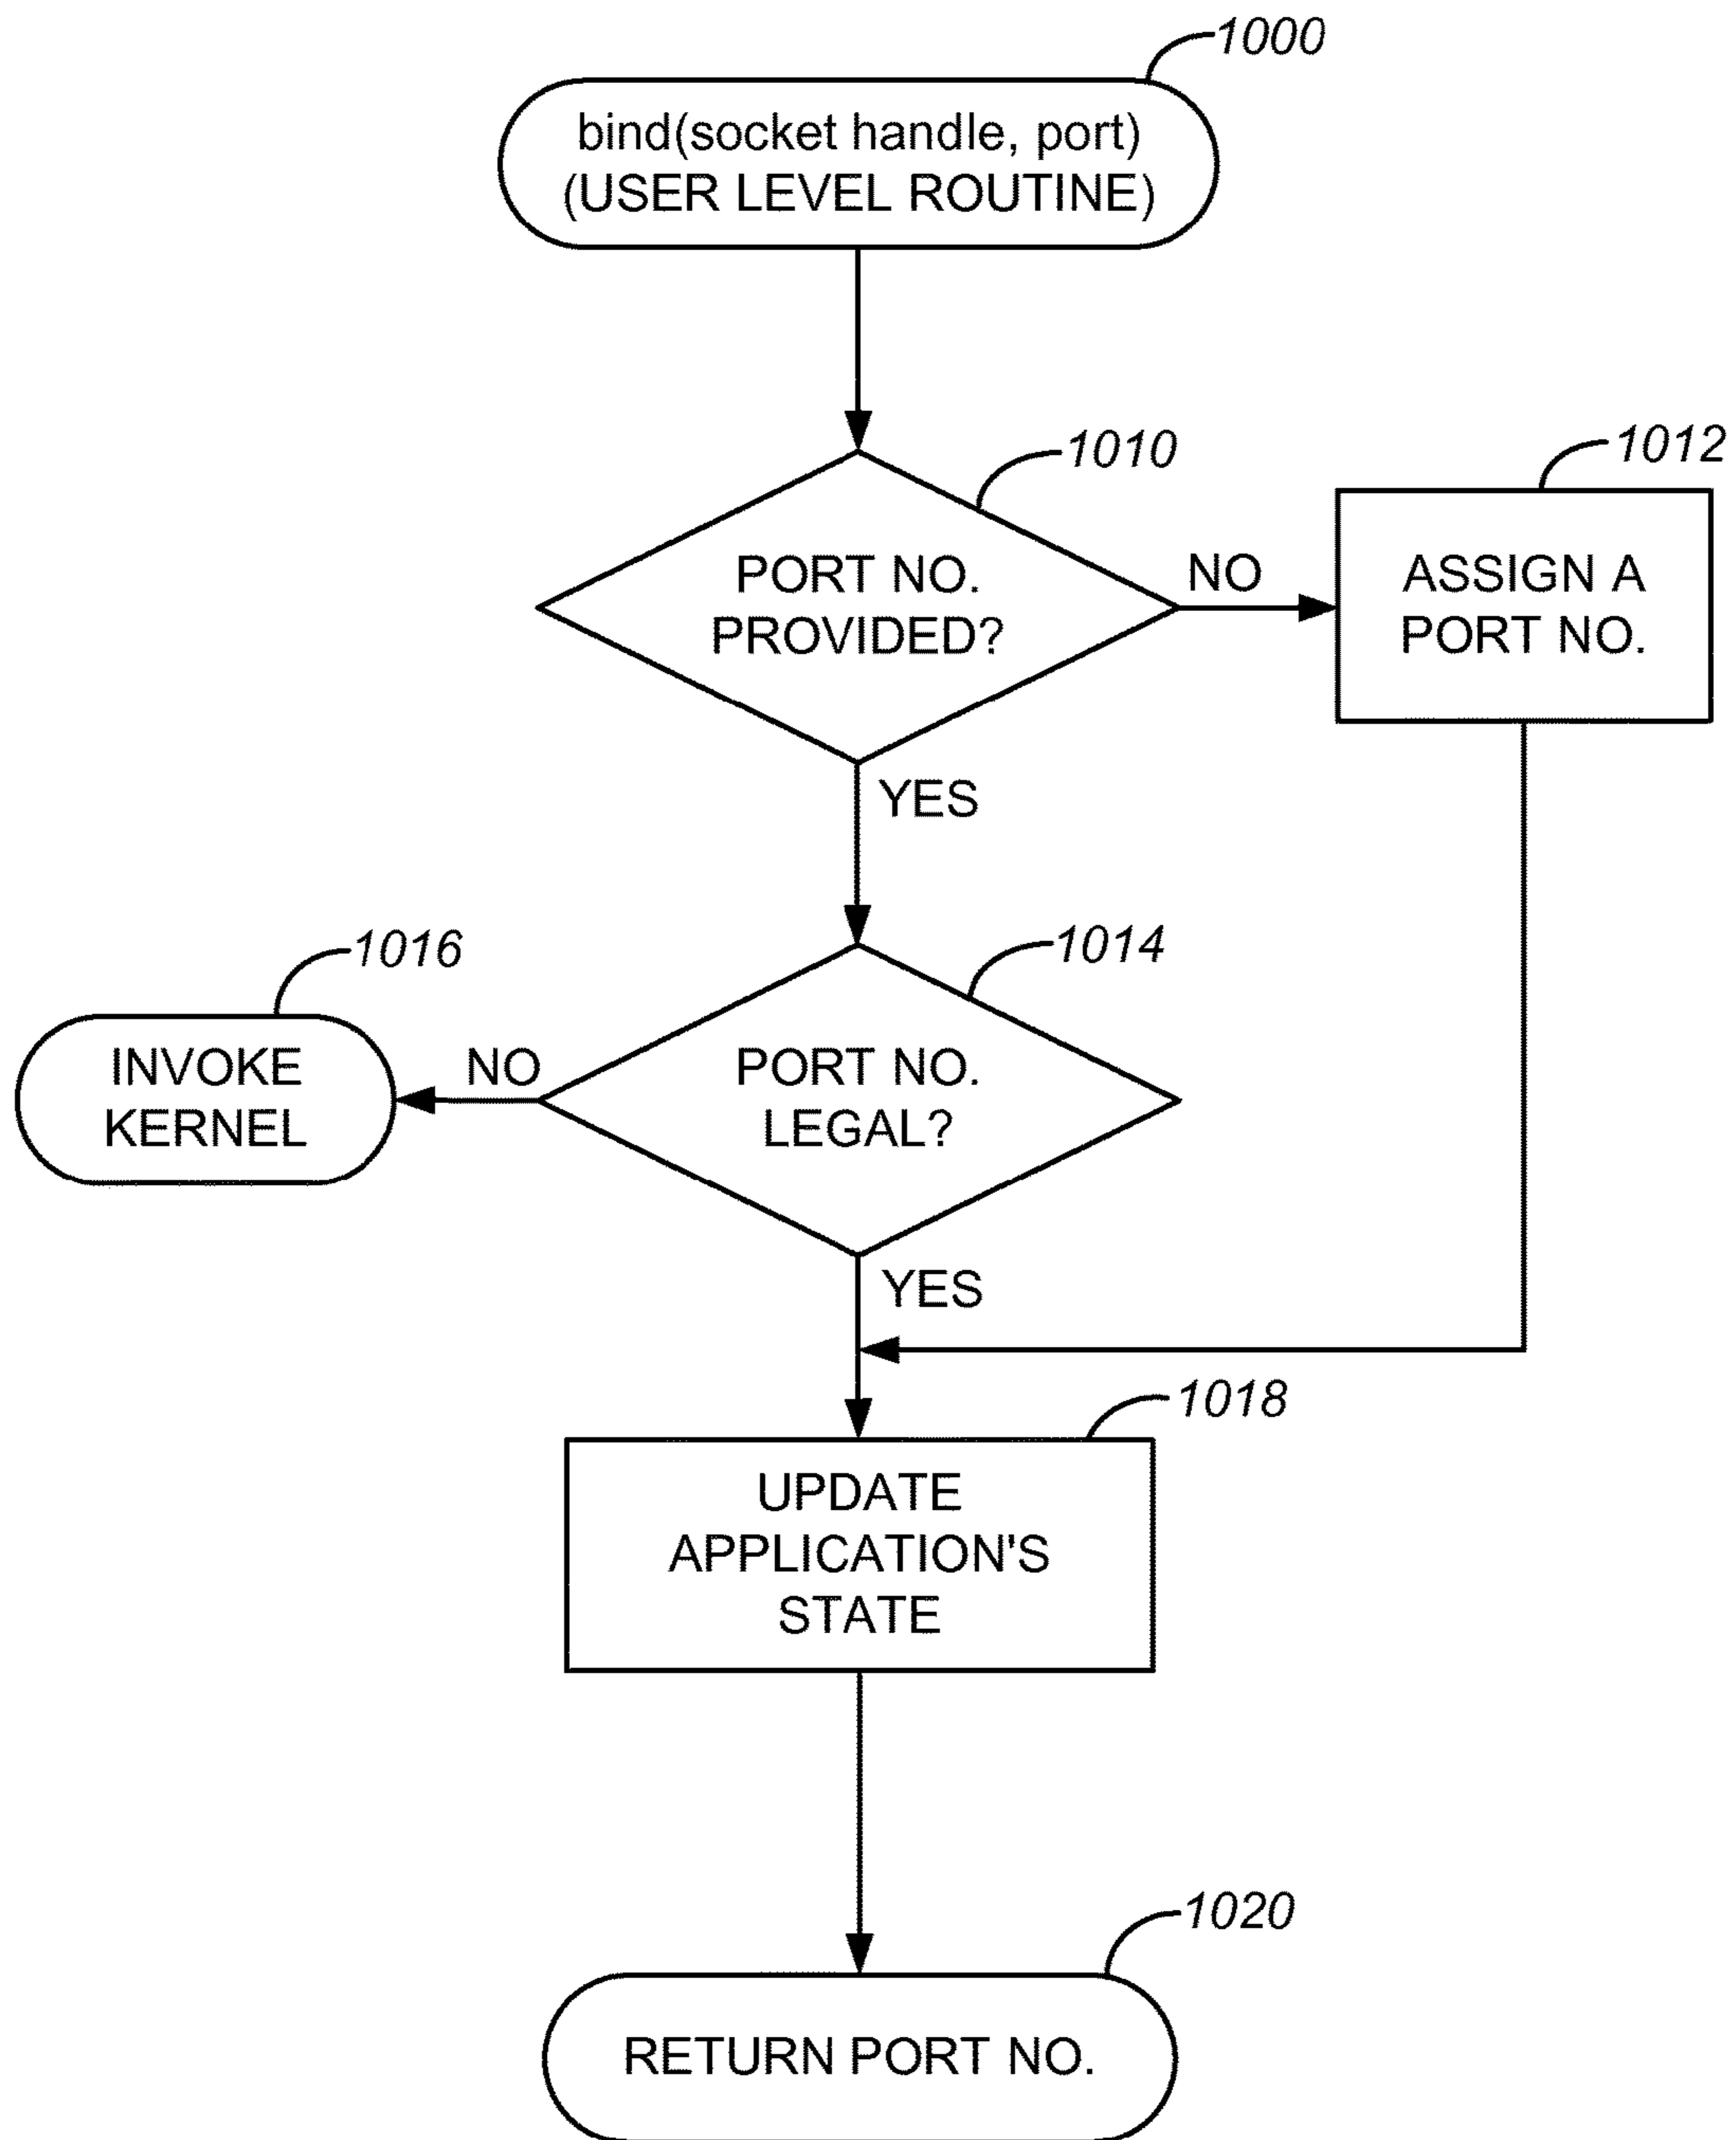 1000
bind(socket handle, port)
(USER LEVEL ROUTINE)
1010
PORT NO.
PROVIDED?
NO
1012
ASSIGN A
PORT NO.
YES
1016
INVOKE
KERNEL
NO
1014
PORT NO.
LEGAL?
YES
1018
UPDATE
APPLICATION'S
STATE
1020
RETURN PORT NO.